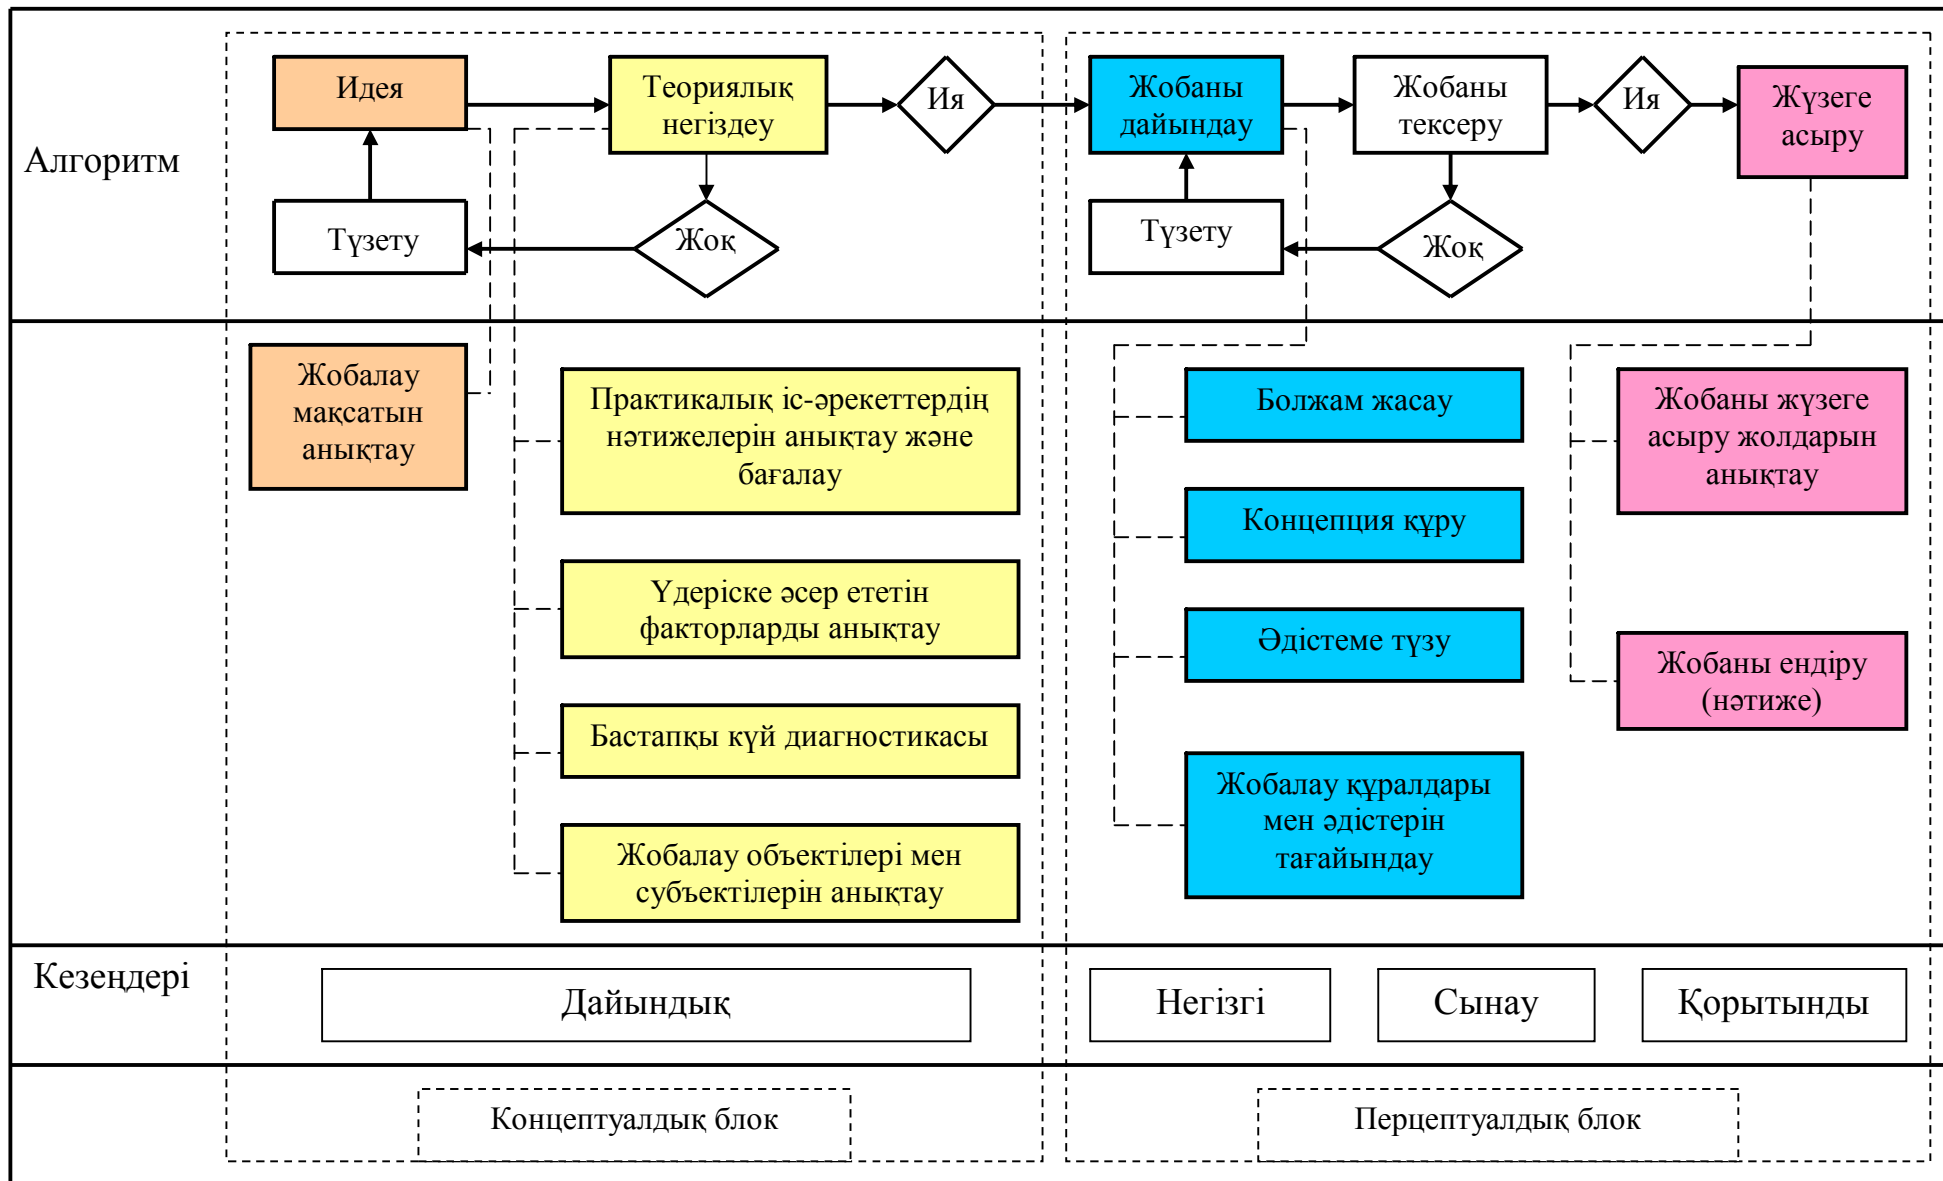 Алгоритм
Идея
Теориялық
негіздеу
Ия
Түзету
Жоқ
Жобаны
дайындау
Жобаны
тексеру
Ия
Жүзеге
асыру
Түзету
Жоқ
Жобалау
мақсатын
анықтау
Практикалық іс-әрекеттердің
нәтижелерін анықтау және
бағалау
Үдеріске әсер ететін
факторларды анықтау
Бастапқы күй диагностикасы
Жобалау объектілері мен
субъектілерін анықтау
Болжам жасау
Концепция құру
Әдістеме түзу
Жобалау құралдары
мен әдістерін
тағайындау
Жобаны жүзеге
асыру жолдарын
анықтау
Жобаны ендіру
(нәтиже)
Кезеңдері
Дайындық
Негізгі
Сынау
Қорытынды
Концептуалдық блок
Перцептуалдық блок